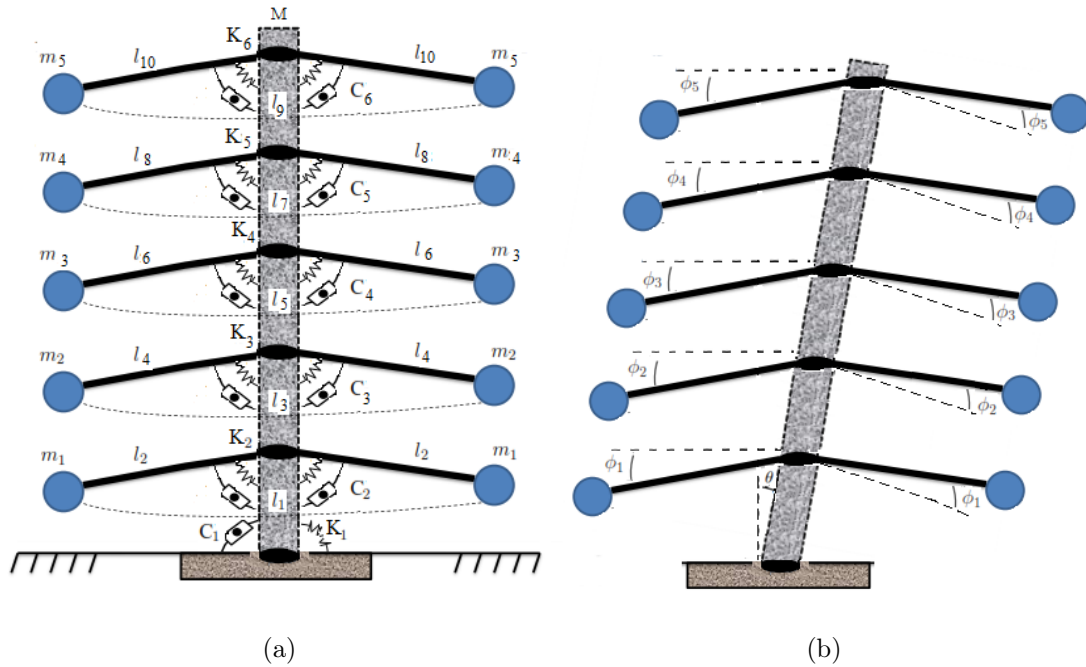 M
K₆
m₅ l₁₀ l₁₀ m₅
l₉ C₆
K₅
m₄ l₈ l₈ m₄
l₇ C₅
K₄
m₃ l₆ l₆ m₃
l₅ C₄
K₃
m₂ l₄ l₄ m₂
l₃ C₃
K₂
m₁ l₂ l₂ m₁
l₁ C₂
C₁ K₁
(a)
ϕ₅ ϕ₅
ϕ₄ ϕ₄
ϕ₃ ϕ₃
ϕ₂ ϕ₂
ϕ₁ θ ϕ₁
(b)